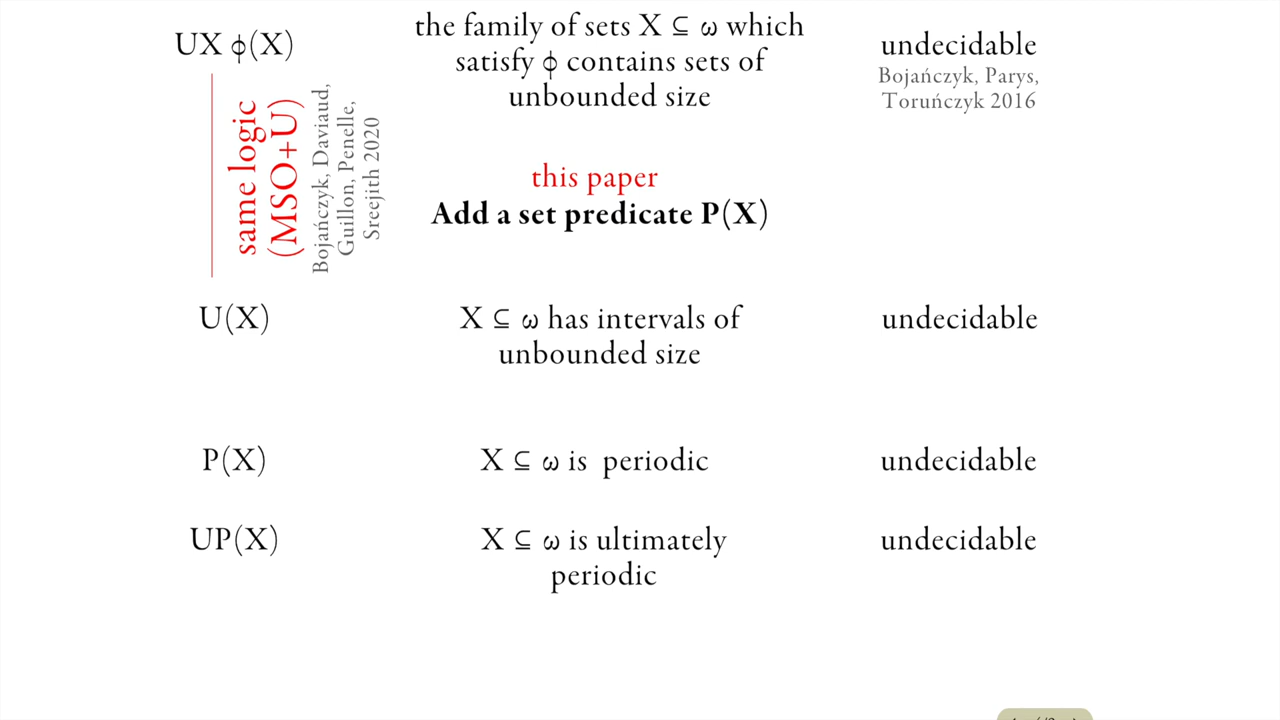 UX ϕ(X)
the family of sets X ⊆ ω which
satisfy ϕ contains sets of
unbounded size
undecidable
Bojańczyk, Parys,
Toruńczyk 2016
same logic
(MSO+U)
Bojańczyk, Daviaud,
Guillon, Penelle,
Sreejith 2020
this paper
Add a set predicate P(X)
U(X)
X ⊆ ω has intervals of
unbounded size
undecidable
P(X)
X ⊆ ω is periodic
undecidable
UP(X)
X ⊆ ω is ultimately
periodic
undecidable